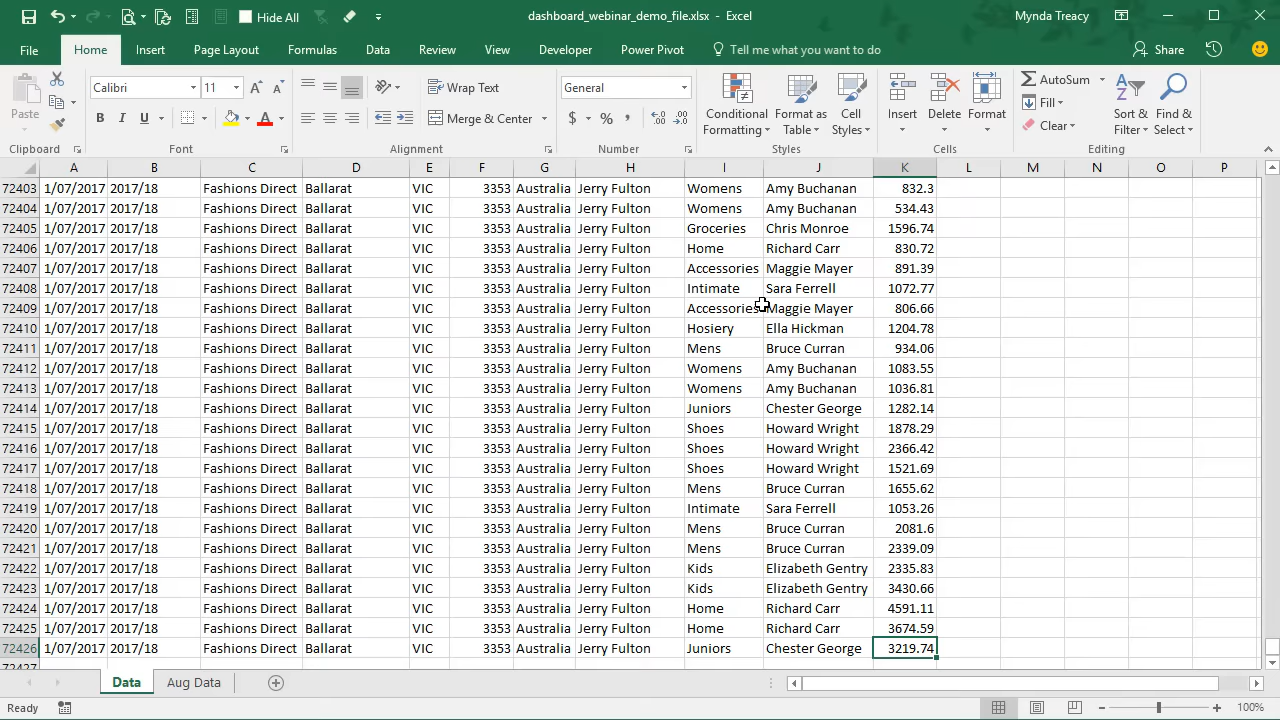 Hide All
dashboard_webinar_demo_file.xlsx - Excel
Mynda Treacy
File Home Insert Page Layout Formulas Data Review View Developer Power Pivot Tell me what you want to do Share
Paste
Calibri 11
B I U A
Wrap Text
Merge & Center
General
$ % ,
Conditional Formatting
Format as Table
Cell Styles
Insert Delete Format
AutoSum
Fill
Clear
Sort & Filter
Find & Select
Clipboard Font Alignment Number Styles Cells Editing
A B C D E F G H I J K L M N O P
72403 1/07/2017 2017/18 Fashions Direct Ballarat VIC 3353 Australia Jerry Fulton Womens Amy Buchanan 832.3
72404 1/07/2017 2017/18 Fashions Direct Ballarat VIC 3353 Australia Jerry Fulton Womens Amy Buchanan 534.43
72405 1/07/2017 2017/18 Fashions Direct Ballarat VIC 3353 Australia Jerry Fulton Groceries Chris Monroe 1596.74
72406 1/07/2017 2017/18 Fashions Direct Ballarat VIC 3353 Australia Jerry Fulton Home Richard Carr 830.72
72407 1/07/2017 2017/18 Fashions Direct Ballarat VIC 3353 Australia Jerry Fulton Accessories Maggie Mayer 891.39
72408 1/07/2017 2017/18 Fashions Direct Ballarat VIC 3353 Australia Jerry Fulton Intimate Sara Ferrell 1072.77
72409 1/07/2017 2017/18 Fashions Direct Ballarat VIC 3353 Australia Jerry Fulton Accessories Maggie Mayer 806.66
72410 1/07/2017 2017/18 Fashions Direct Ballarat VIC 3353 Australia Jerry Fulton Hosiery Ella Hickman 1204.78
72411 1/07/2017 2017/18 Fashions Direct Ballarat VIC 3353 Australia Jerry Fulton Mens Bruce Curran 934.06
72412 1/07/2017 2017/18 Fashions Direct Ballarat VIC 3353 Australia Jerry Fulton Womens Amy Buchanan 1083.55
72413 1/07/2017 2017/18 Fashions Direct Ballarat VIC 3353 Australia Jerry Fulton Womens Amy Buchanan 1036.81
72414 1/07/2017 2017/18 Fashions Direct Ballarat VIC 3353 Australia Jerry Fulton Juniors Chester George 1282.14
72415 1/07/2017 2017/18 Fashions Direct Ballarat VIC 3353 Australia Jerry Fulton Shoes Howard Wright 1878.29
72416 1/07/2017 2017/18 Fashions Direct Ballarat VIC 3353 Australia Jerry Fulton Shoes Howard Wright 2366.42
72417 1/07/2017 2017/18 Fashions Direct Ballarat VIC 3353 Australia Jerry Fulton Shoes Howard Wright 1521.69
72418 1/07/2017 2017/18 Fashions Direct Ballarat VIC 3353 Australia Jerry Fulton Mens Bruce Curran 1655.62
72419 1/07/2017 2017/18 Fashions Direct Ballarat VIC 3353 Australia Jerry Fulton Intimate Sara Ferrell 1053.26
72420 1/07/2017 2017/18 Fashions Direct Ballarat VIC 3353 Australia Jerry Fulton Mens Bruce Curran 2081.6
72421 1/07/2017 2017/18 Fashions Direct Ballarat VIC 3353 Australia Jerry Fulton Mens Bruce Curran 2339.09
72422 1/07/2017 2017/18 Fashions Direct Ballarat VIC 3353 Australia Jerry Fulton Kids Elizabeth Gentry 2335.83
72423 1/07/2017 2017/18 Fashions Direct Ballarat VIC 3353 Australia Jerry Fulton Kids Elizabeth Gentry 3430.66
72424 1/07/2017 2017/18 Fashions Direct Ballarat VIC 3353 Australia Jerry Fulton Home Richard Carr 4591.11
72425 1/07/2017 2017/18 Fashions Direct Ballarat VIC 3353 Australia Jerry Fulton Home Richard Carr 3674.59
72426 1/07/2017 2017/18 Fashions Direct Ballarat VIC 3353 Australia Jerry Fulton Juniors Chester George 3219.74
72427
Data Aug Data
Ready 100%